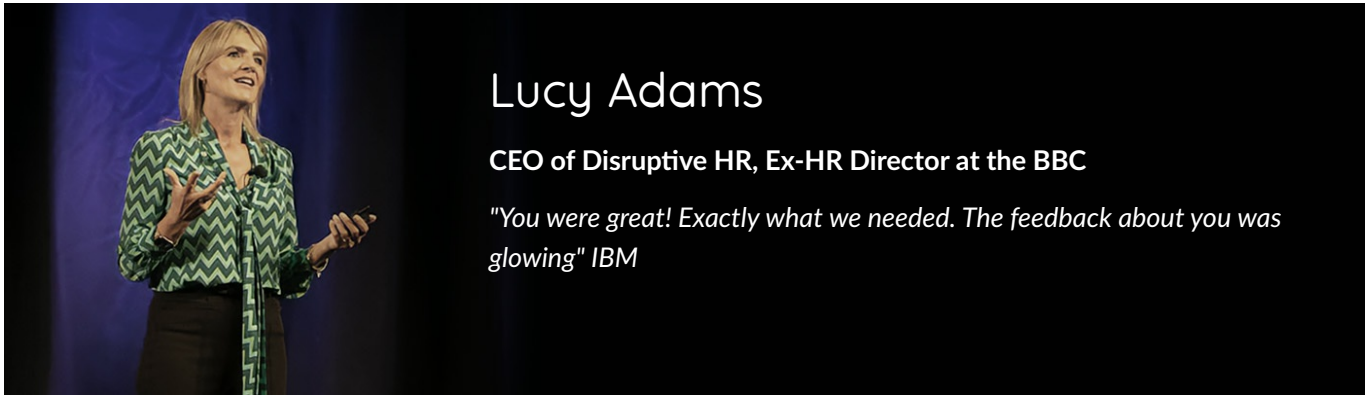 Lucy Adams
CEO of Disruptive HR, Ex-HR Director at the BBC
"You were great! Exactly what we needed. The feedback about you was
glowing" IBM